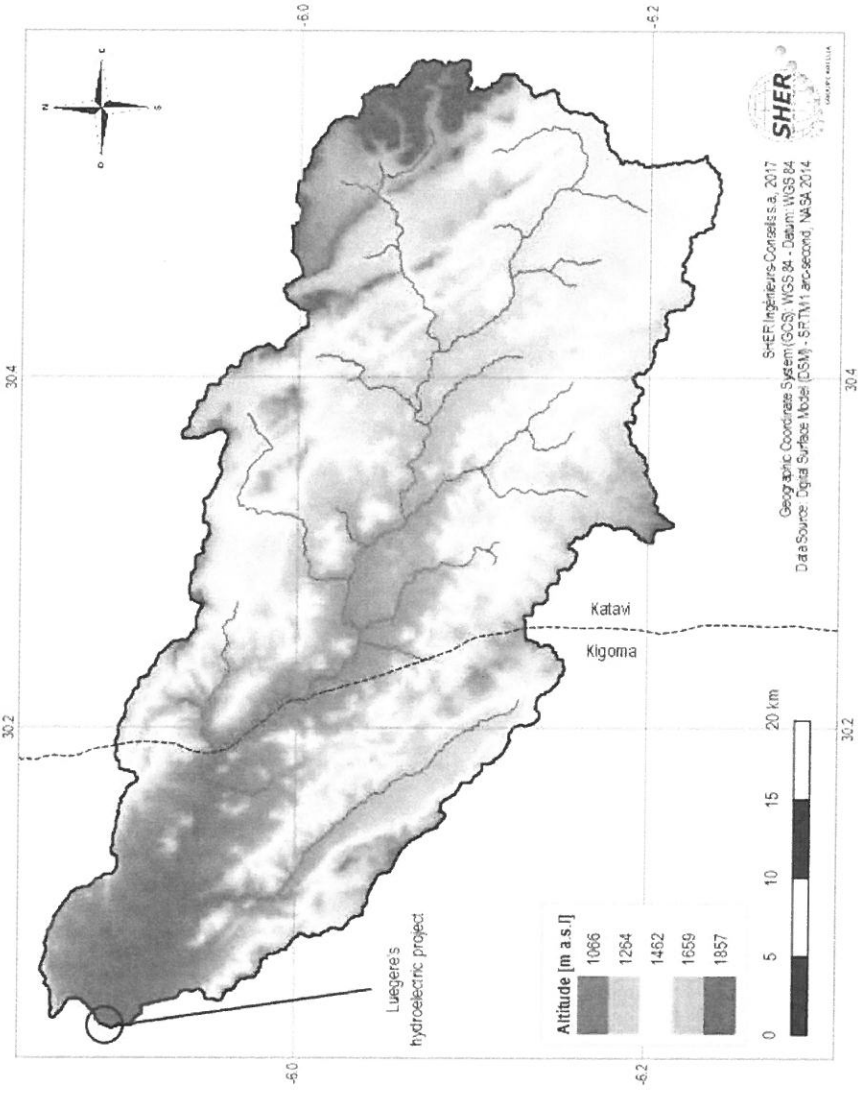 30.2
30.4
-6.0
-6.2
N
E
S
O
Katavi
Kigoma
Luegere's
hydroelectric project
Altitude [m a.s.l]
1066
1264
1462
1659
1857
0 5 10 15 20 km
SHER Ingénieurs-Conseils s.a, 2017
Geographic Coordinate System (GCS): WGS 84 - Datum: WGS 84
Data Source: Digital Surface Model (DSM) - SRTM 1 arc-second, NASA 2014
SHER
GROUPE ARTELIA
30.2
30.4
-6.0
-6.2